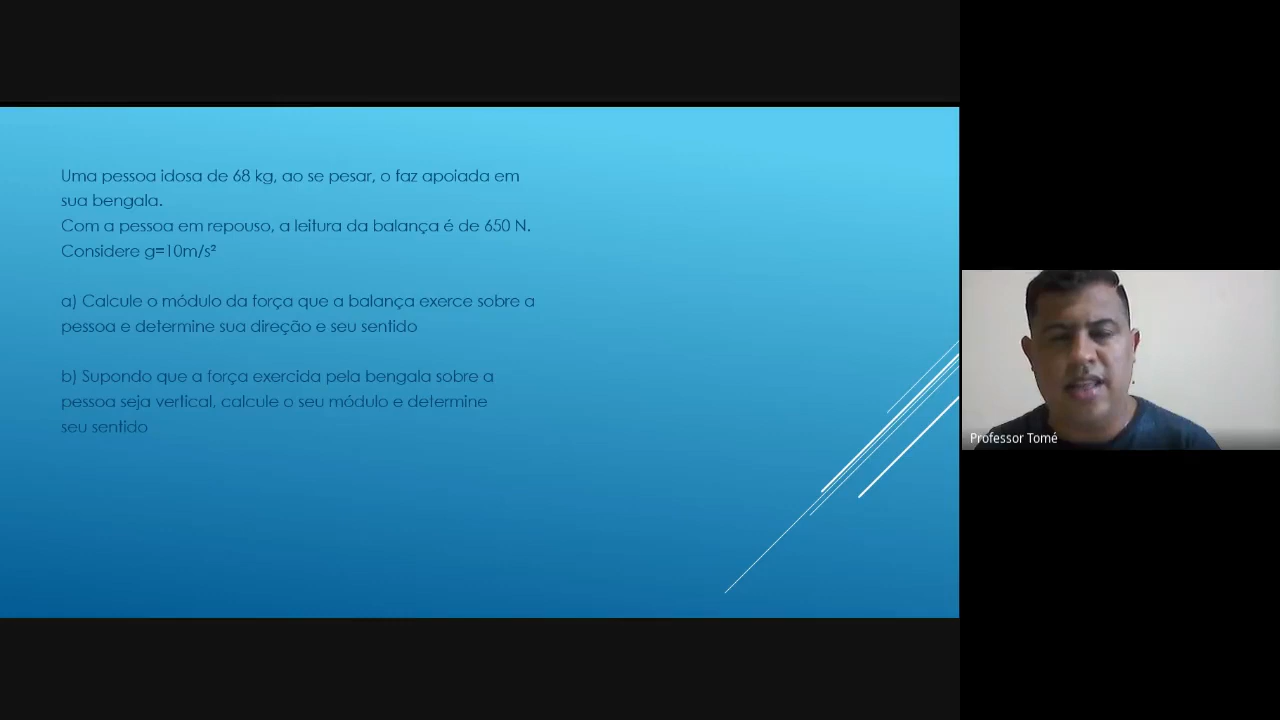 Uma pessoa idosa de 68 kg, ao se pesar, o faz apoiada em
sua bengala.
Com a pessoa em repouso, a leitura da balança é de 650 N.
Considere g=10m/s²
a) Calcule o módulo da força que a balança exerce sobre a
pessoa e determine sua direção e seu sentido
b) Supondo que a força exercida pela bengala sobre a
pessoa seja vertical, calcule o seu módulo e determine
seu sentido
Professor Tomé